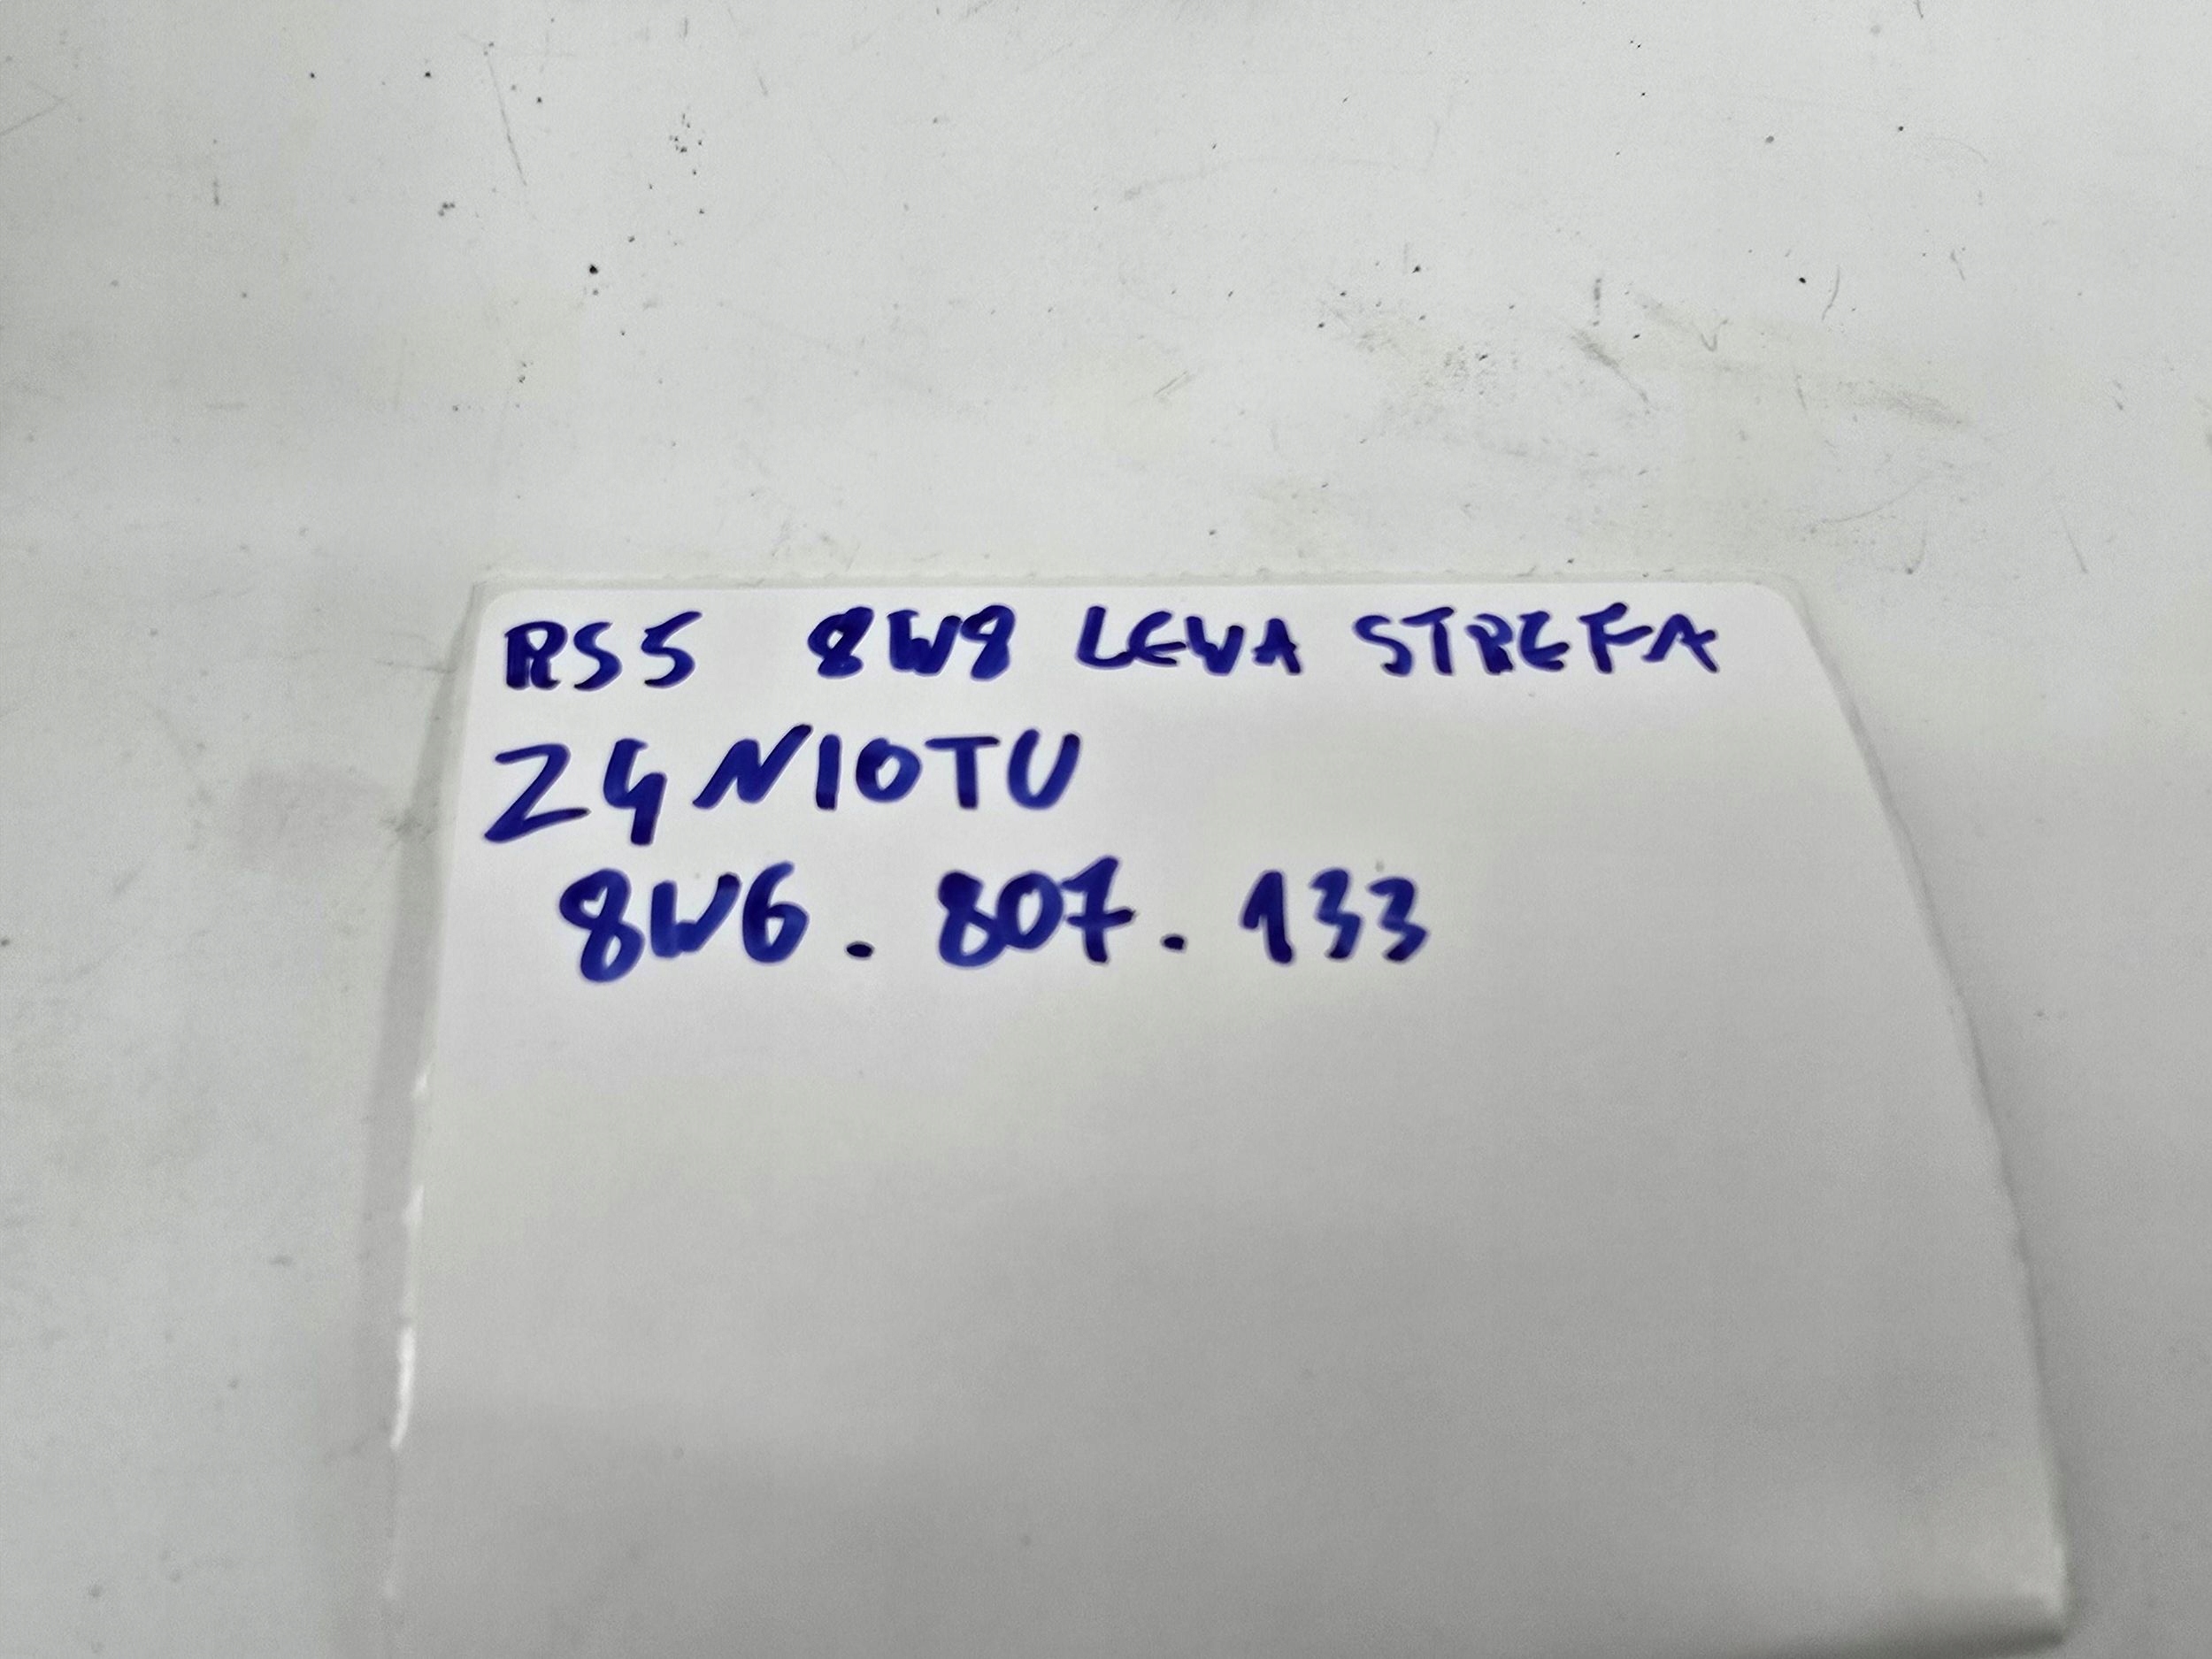 RS5 8W8 LEWA STREFA
ZGNIOTU
8W6.807.133